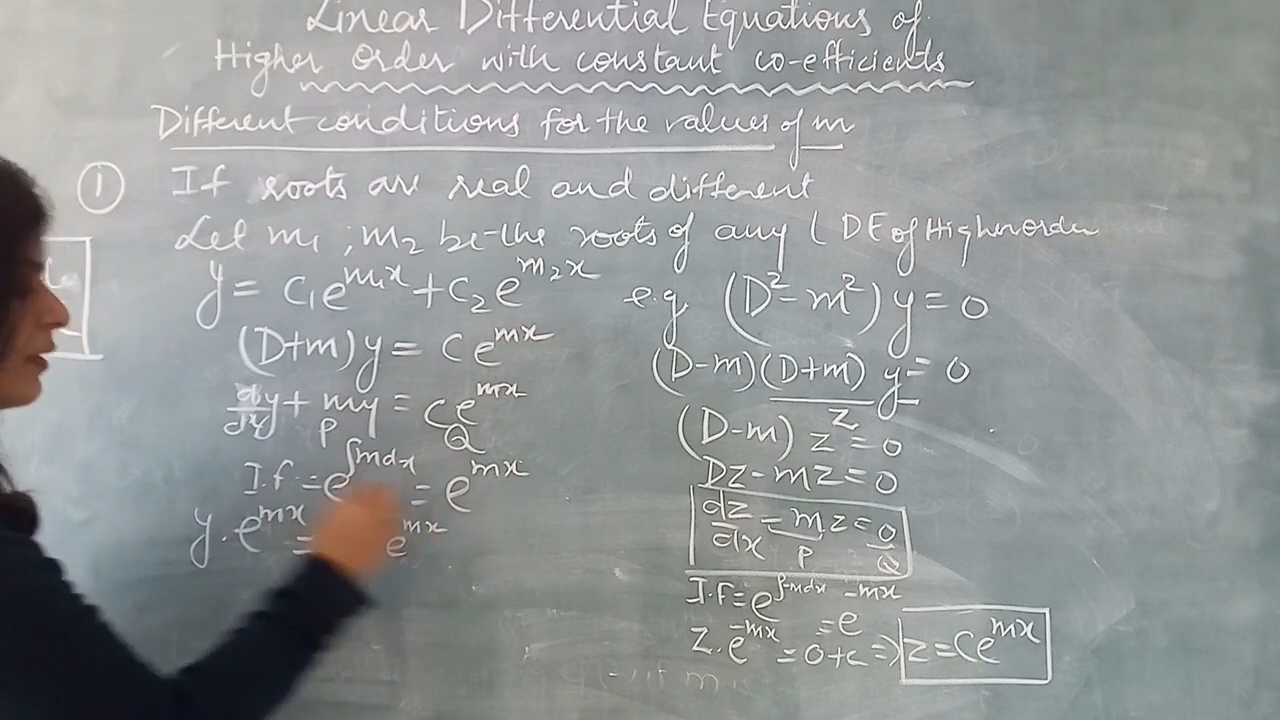 Linear Differential Equations of
Higher Order with constant co-efficients
Different conditions for the values of m
① If roots are real and different
Let m₁, m₂ be the roots of any LDE of Higher order
y = C₁e^{m₁x} + C₂e^{m₂x}
(D+m)y = Ce^{mx}
dy/dx + my = Ce^{mx}
P Q
I.f. = e^{∫mdx} = e^{mx}
y.e^{mx} = e^{mx}
e.g. (D²-m²)y = 0
(D-m)(D+m)y = 0
z
(D-m) z = 0
Dz - mz = 0
dz/dx - mz = 0
P Q
I.F = e^{∫-mdx} = e^{-mx}
z.e^{-mx} = 0+c ⇒ z = Ce^{mx}